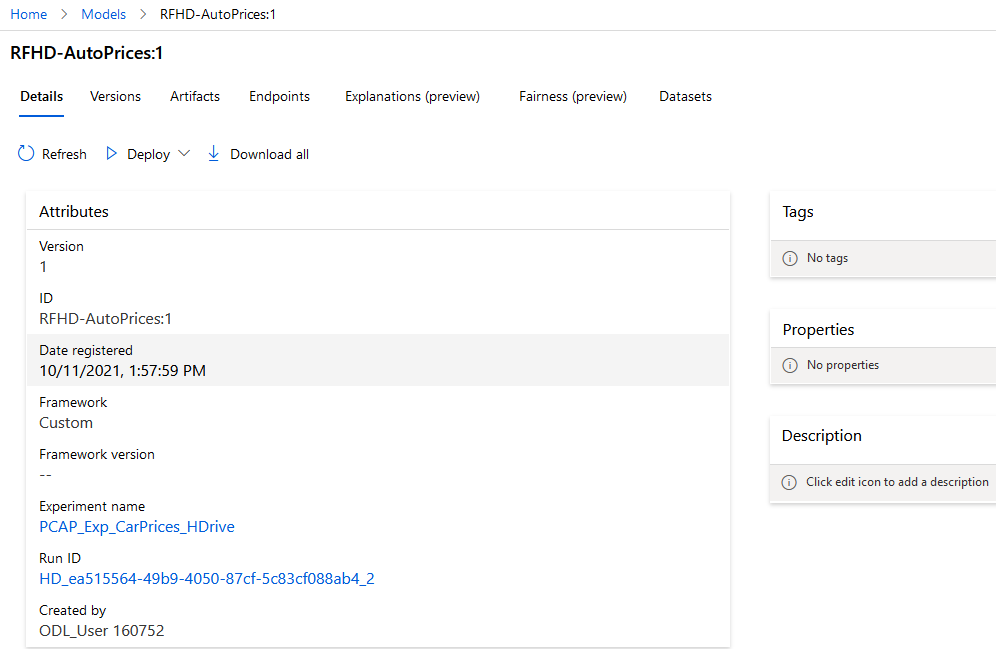 Home > Models > RFHD-AutoPrices:1
RFHD-AutoPrices:1
Details Versions Artifacts Endpoints Explanations (preview) Fairness (preview) Datasets
Refresh Deploy Download all
Attributes
Version
1
ID
RFHD-AutoPrices:1
Date registered
10/11/2021, 1:57:59 PM
Framework
Custom
Framework version
--
Experiment name
PCAP_Exp_CarPrices_HDrive
Run ID
HD_ea515564-49b9-4050-87cf-5c83cf088ab4_2
Created by
ODL_User 160752
Tags
No tags
Properties
No properties
Description
Click edit icon to add a description